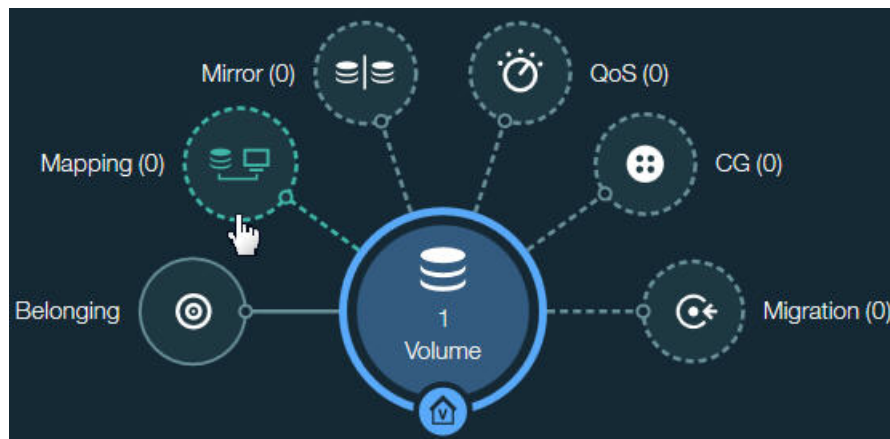 Mirror (0)
QoS (0)
Mapping (0)
CG (0)
Belonging
1
Volume
Migration (0)
V